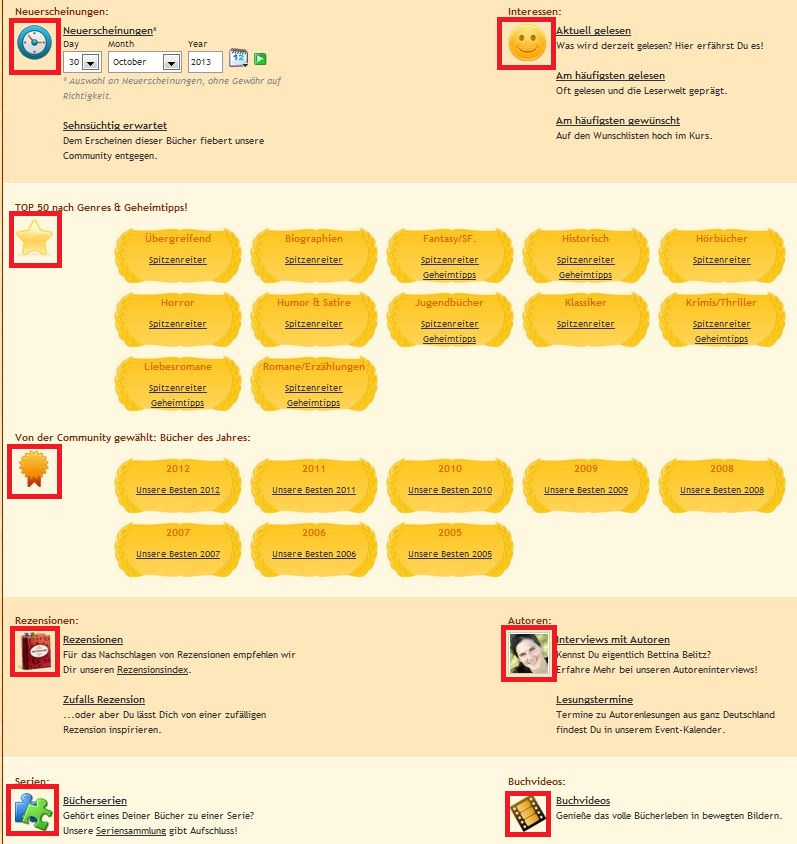 Neuerscheinungen:
Neuerscheinungen*
Day Month Year
30 October 2013 12
* Auswahl an Neuerscheinungen, ohne Gewähr auf
Richtigkeit.
Sehnsüchtig erwartet
Dem Erscheinen dieser Bücher fiebert unsere
Community entgegen.
Interessen:
Aktuell gelesen
Was wird derzeit gelesen? Hier erfährst Du es!
Am häufigsten gelesen
Oft gelesen und die Leserwelt geprägt.
Am häufigsten gewünscht
Auf den Wunschlisten hoch im Kurs.
TOP 50 nach Genres & Geheimtipps!
Übergreifend
Spitzenreiter
Biographien
Spitzenreiter
Fantasy/SF.
Spitzenreiter
Geheimtipps
Historisch
Spitzenreiter
Geheimtipps
Hörbücher
Spitzenreiter
Horror
Spitzenreiter
Humor & Satire
Spitzenreiter
Jugendbücher
Spitzenreiter
Geheimtipps
Klassiker
Spitzenreiter
Krimis/Thriller
Spitzenreiter
Geheimtipps
Liebesromane
Spitzenreiter
Geheimtipps
Romane/Erzählungen
Spitzenreiter
Geheimtipps
Von der Community gewählt: Bücher des Jahres:
2012
Unsere Besten 2012
2011
Unsere Besten 2011
2010
Unsere Besten 2010
2009
Unsere Besten 2009
2008
Unsere Besten 2008
2007
Unsere Besten 2007
2006
Unsere Besten 2006
2005
Unsere Besten 2005
Rezensionen:
Rezensionen
Für das Nachschlagen von Rezensionen empfehlen wir
Dir unseren Rezensionsindex.
Zufalls Rezension
...oder aber Du lässt Dich von einer zufälligen
Rezension inspirieren.
Autoren:
Interviews mit Autoren
Kennst Du eigentlich Bettina Belitz?
Erfahre Mehr bei unseren Autoreninterviews!
Lesungstermine
Termine zu Autorenlesungen aus ganz Deutschland
findest Du in unserem Event-Kalender.
Serien:
Bücherserien
Gehört eines Deiner Bücher zu einer Serie?
Unsere Seriensammlung gibt Aufschluss!
Buchvideos:
Buchvideos
Genieße das volle Bücherleben in bewegten Bildern.